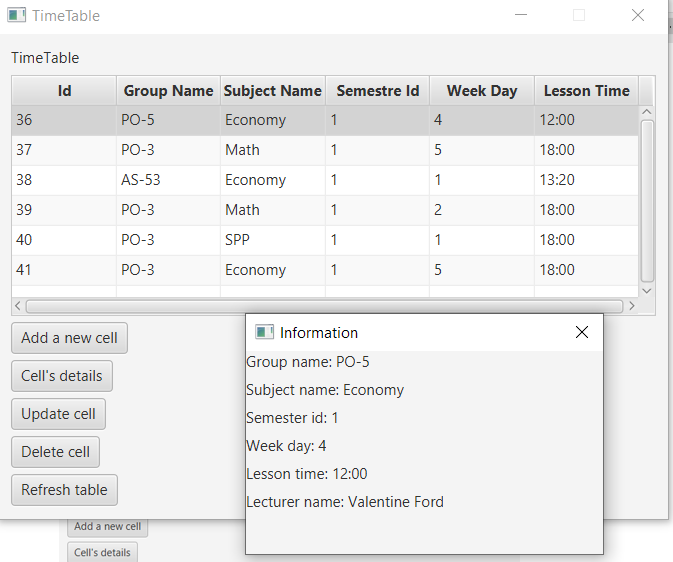 TimeTable
TimeTable
Id Group Name Subject Name Semestre Id Week Day Lesson Time
36 PO-5 Economy 1 4 12:00
37 PO-3 Math 1 5 18:00
38 AS-53 Economy 1 1 13:20
39 PO-3 Math 1 2 18:00
40 PO-3 SPP 1 1 18:00
41 PO-3 Economy 1 5 18:00
Add a new cell
Cell's details
Update cell
Delete cell
Refresh table
Information
Group name: PO-5
Subject name: Economy
Semester id: 1
Week day: 4
Lesson time: 12:00
Lecturer name: Valentine Ford
Add a new cell
Cell's details